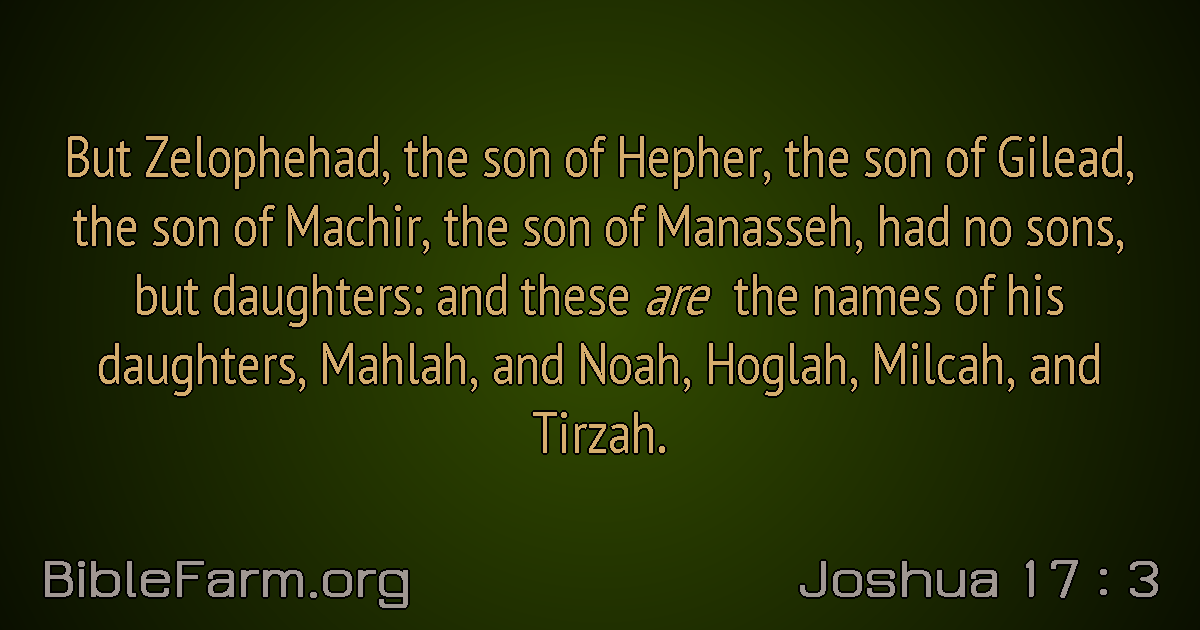 But Zelophehad, the son of Hepher, the son of Gilead,
the son of Machir, the son of Manasseh, had no sons,
but daughters: and these are the names of his
daughters, Mahlah, and Noah, Hoglah, Milcah, and
Tirzah.
BibleFarm.org
Joshua 17 : 3